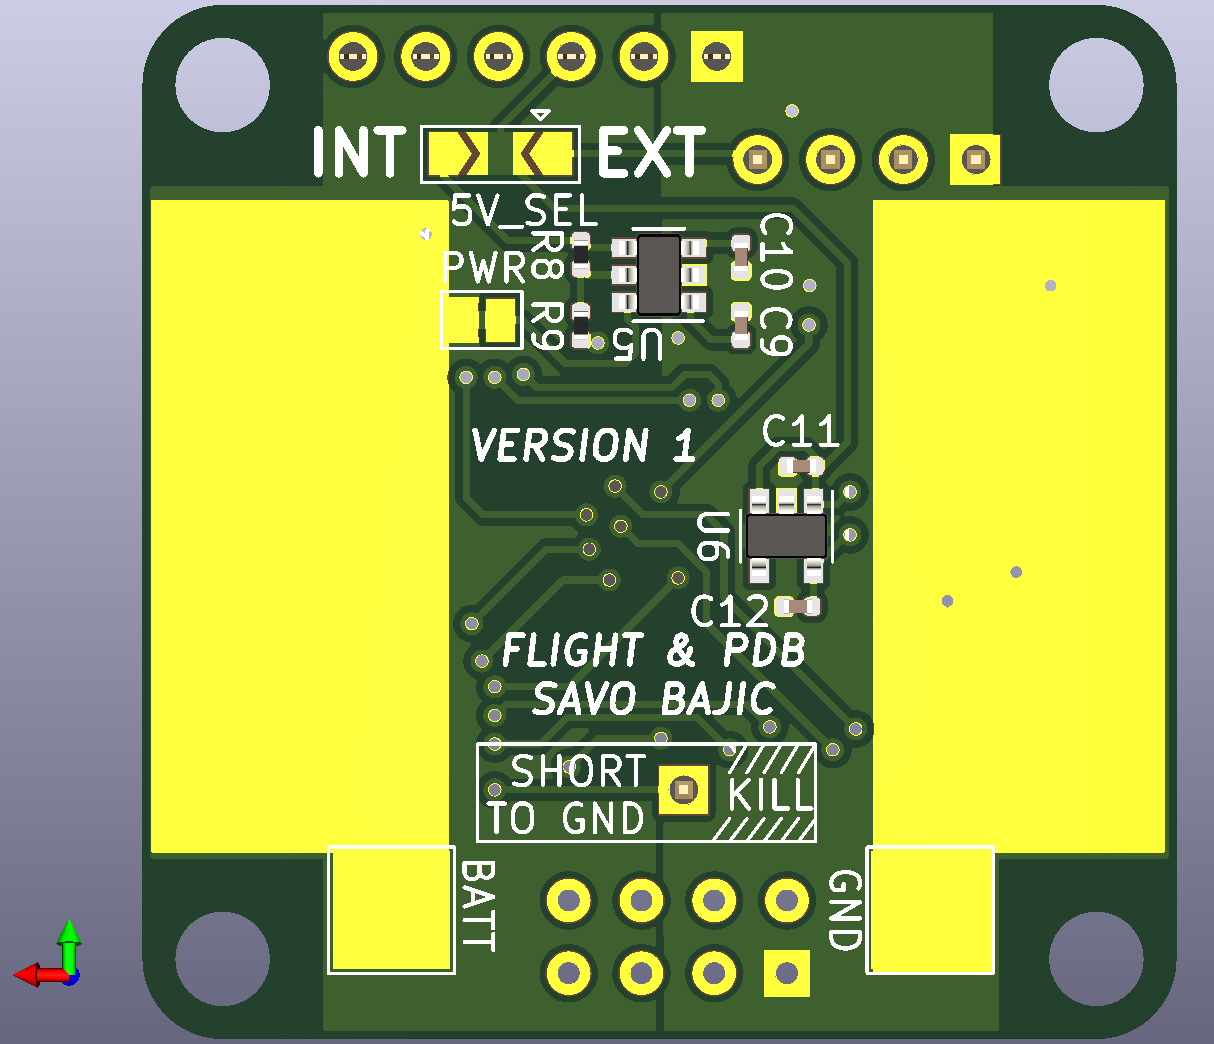 INT
EXT
5V_SEL
PWR
R8
C10
R9
U5
C9
VERSION 1
C11
U6
C12
FLIGHT & PDB
SAVO BAJIC
SHORT
TO GND
KILL
BATT
GND